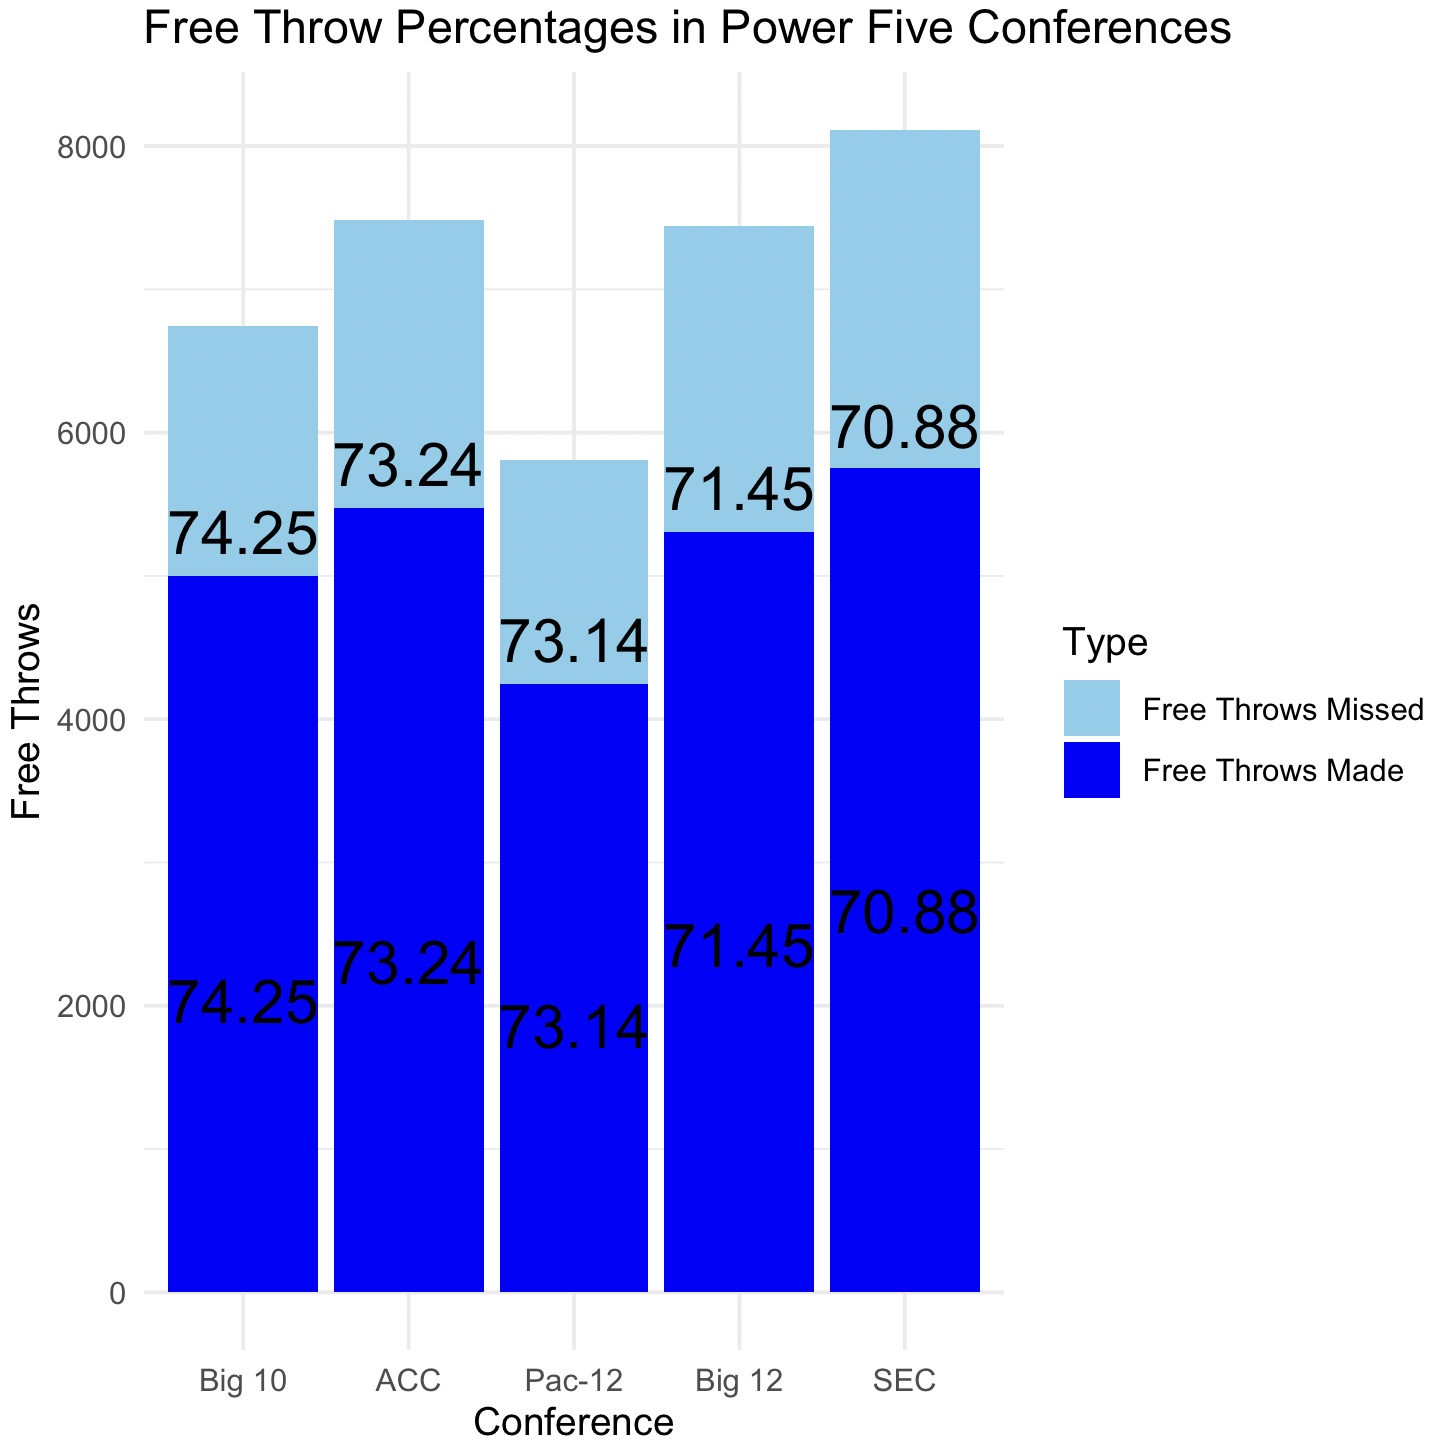 Free Throw Percentages in Power Five Conferences
8000
6000
4000
2000
0
Free Throws
70.88
73.24
71.45
74.25
73.14
70.88
73.24
71.45
74.25
73.14
Big 10
ACC
Pac-12
Big 12
SEC
Conference
Type
Free Throws Missed
Free Throws Made